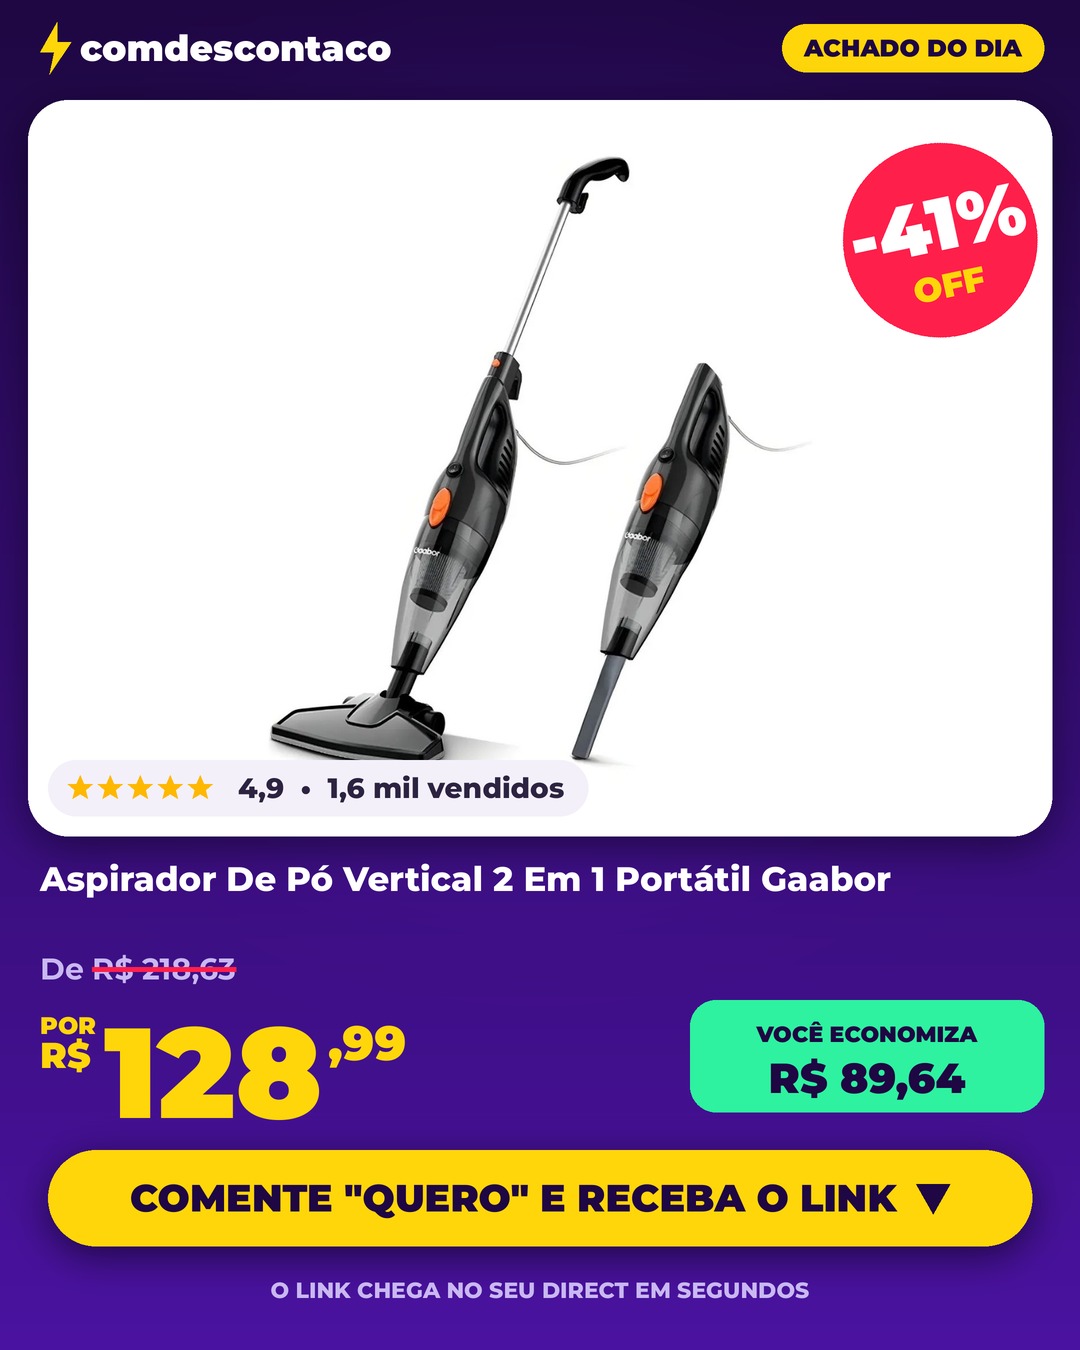 comdescontaco
ACHADO DO DIA
-41%
OFF
Gaabor
Gaabor
4,9 • 1,6 mil vendidos
Aspirador De Pó Vertical 2 Em 1 Portátil Gaabor
De R$ 218,63
POR
R$ 128,99
VOCÊ ECONOMIZA
R$ 89,64
COMENTE "QUERO" E RECEBA O LINK ▼
O LINK CHEGA NO SEU DIRECT EM SEGUNDOS